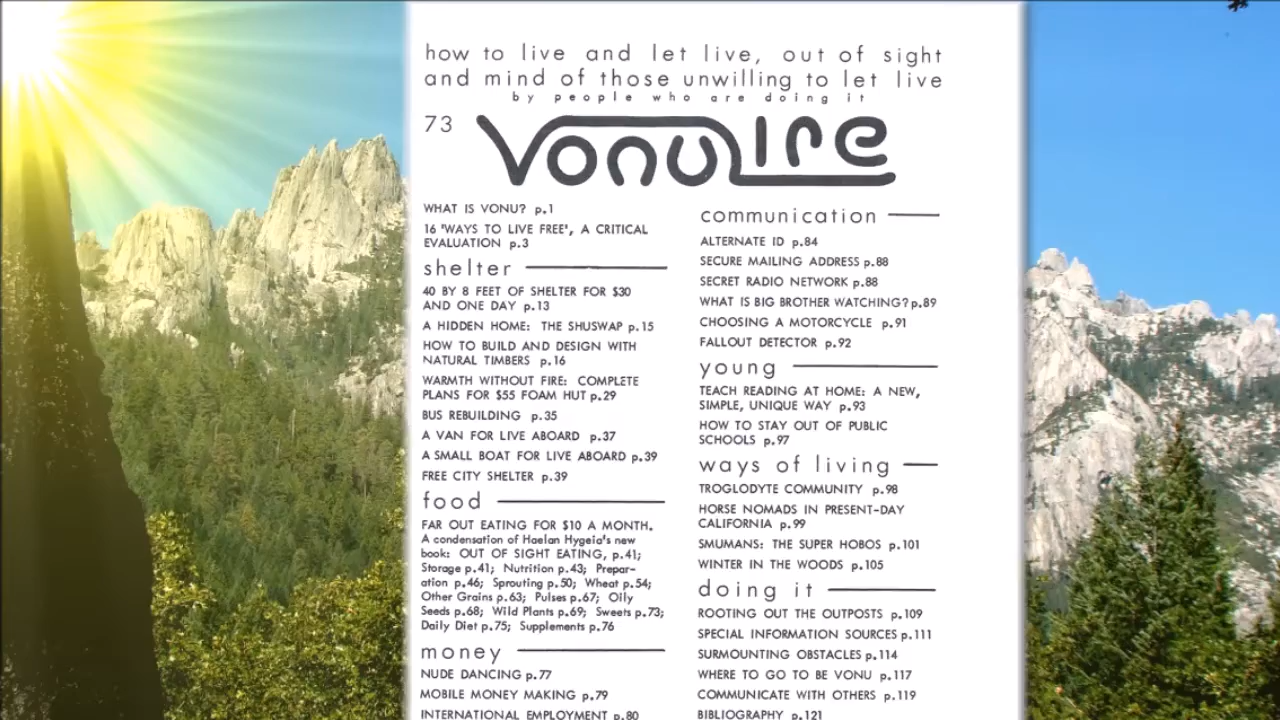 how to live and let live, out of sight
and mind of those unwilling to let live
by people who are doing it
73
VONULIFE
WHAT IS VONU? p.1
16 'WAYS TO LIVE FREE', A CRITICAL
EVALUATION p.3
shelter
40 BY 8 FEET OF SHELTER FOR $30
AND ONE DAY p.13
A HIDDEN HOME: THE SHUSWAP p.15
HOW TO BUILD AND DESIGN WITH
NATURAL TIMBERS p.16
WARMTH WITHOUT FIRE: COMPLETE
PLANS FOR $55 FOAM HUT p.29
BUS REBUILDING p.35
A VAN FOR LIVE ABOARD p.37
A SMALL BOAT FOR LIVE ABOARD p.39
FREE CITY SHELTER p.39
food
FAR OUT EATING FOR $10 A MONTH.
A condensation of Haelan Hygeia's new
book: OUT OF SIGHT EATING, p.41;
Storage p.41; Nutrition p.43; Prepar-
ation p.46; Sprouting p.50; Wheat p.54;
Other Grains p.63; Pulses p.67; Oily
Seeds p.68; Wild Plants p.69; Sweets p.73;
Daily Diet p.75; Supplements p.76
money
NUDE DANCING p.77
MOBILE MONEY MAKING p.79
INTERNATIONAL EMPLOYMENT p.80
communication
ALTERNATE ID p.84
SECURE MAILING ADDRESS p.88
SECRET RADIO NETWORK p.88
WHAT IS BIG BROTHER WATCHING? p.89
CHOOSING A MOTORCYCLE p.91
FALLOUT DETECTOR p.92
young
TEACH READING AT HOME: A NEW,
SIMPLE, UNIQUE WAY p.93
HOW TO STAY OUT OF PUBLIC
SCHOOLS p.97
ways of living
TROGLODYTE COMMUNITY p.98
HORSE NOMADS IN PRESENT-DAY
CALIFORNIA p.99
SMUMANS: THE SUPER HOBOS p.101
WINTER IN THE WOODS p.105
doing it
ROOTING OUT THE OUTPOSTS p.109
SPECIAL INFORMATION SOURCES p.111
SURMOUNTING OBSTACLES p.114
WHERE TO GO TO BE VONU p.117
COMMUNICATE WITH OTHERS p.119
BIBLIOGRAPHY p.121